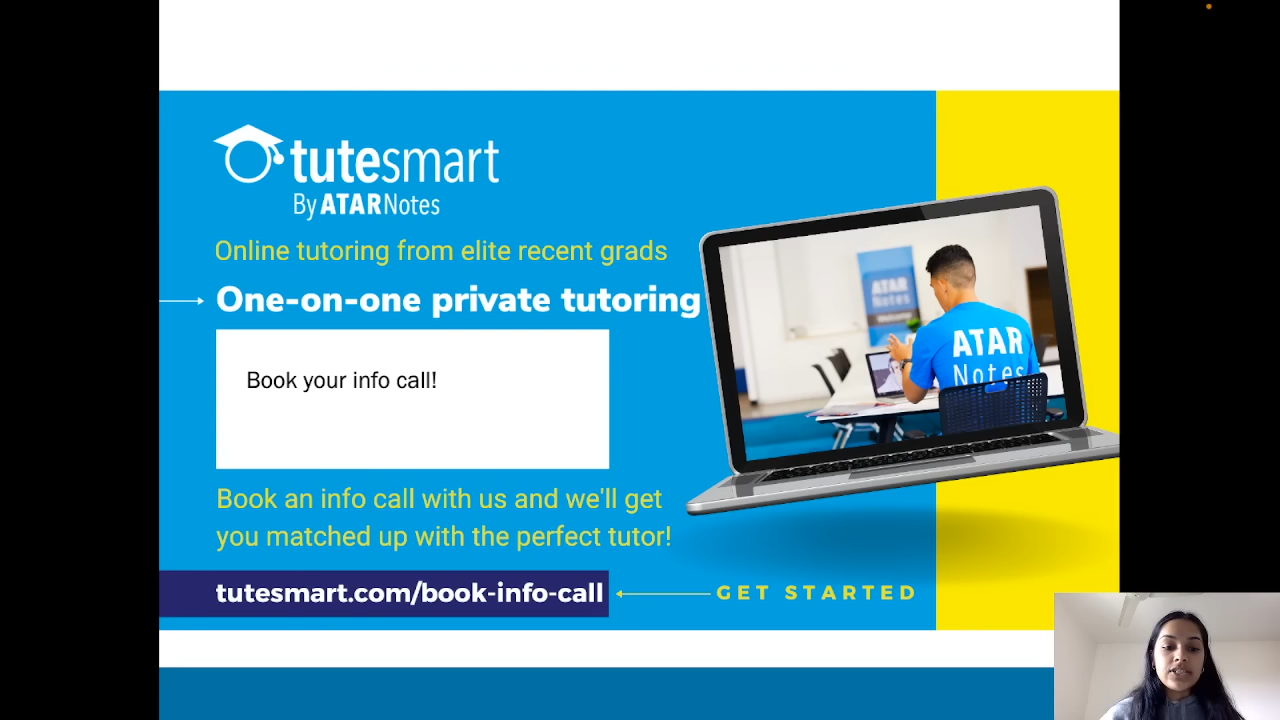 tutesmart
By ATARNotes
Online tutoring from elite recent grads
One-on-one private tutoring
Book your info call!
Book an info call with us and we'll get
you matched up with the perfect tutor!
tutesmart.com/book-info-call
GET STARTED
ATAR
Notes
ATAR
Notes